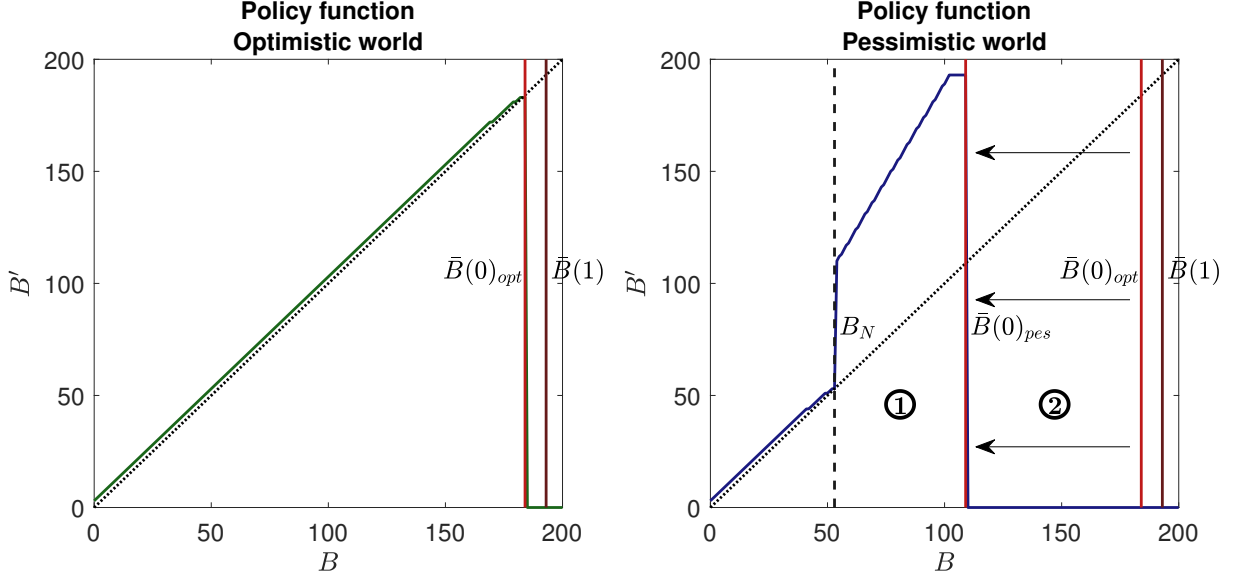 Policy function
Optimistic world
200
150
100
50
0
0 50 100 150 200
B′
B
B̄(0)opt
B̄(1)
Policy function
Pessimistic world
200
150
100
50
0
0 50 100 150 200
B′
B
B_N
B̄(0)pes
B̄(0)opt
B̄(1)
①
②